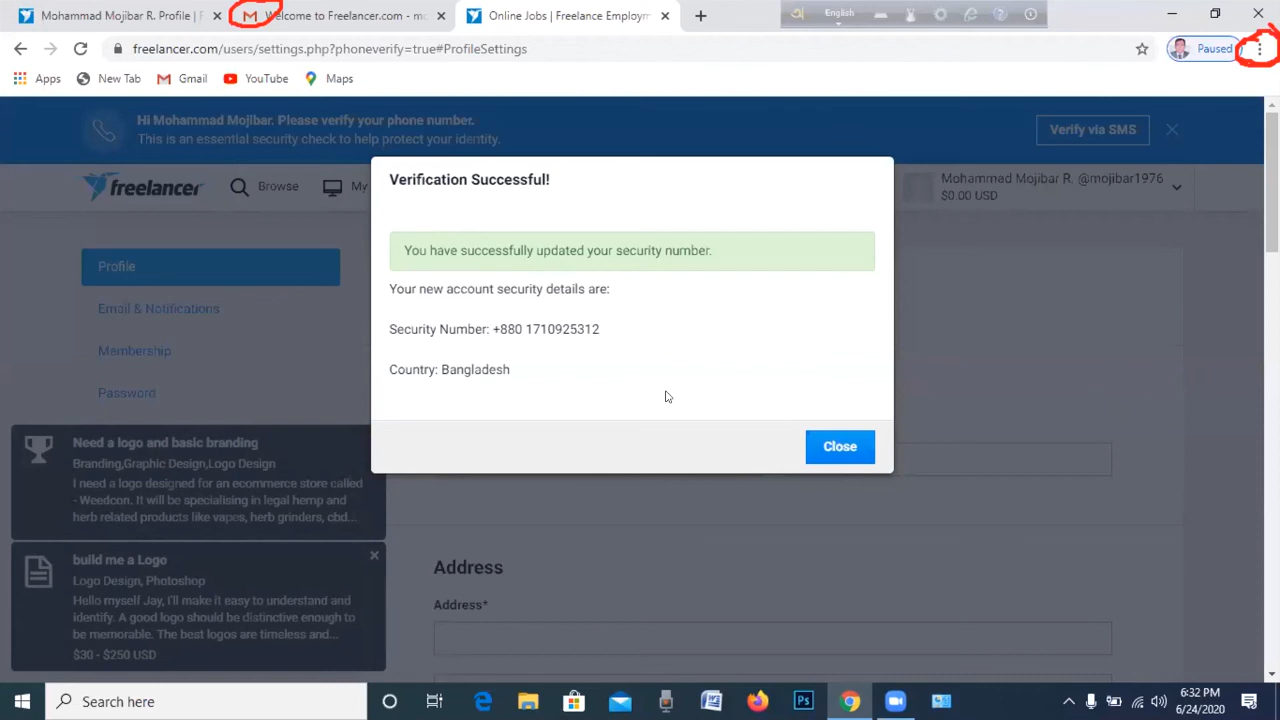 Mohammad Mojibar R. Profile |
Welcome to Freelancer.com - mo
Online Jobs | Freelance Employm
English
freelancer.com/users/settings.php?phoneverify=true#ProfileSettings
Paused
Apps
New Tab
Gmail
YouTube
Maps
Hi Mohammad Mojibar. Please verify your phone number.
This is an essential security check to help protect your identity.
Verify via SMS
freelancer
Browse
My
Mohammed Mojibar R. @mojibar1976
$0.00 USD
Verification Successful!
You have successfully updated your security number.
Your new account security details are:
Security Number: +880 1710925312
Country: Bangladesh
Close
Profile
Email & Notifications
Membership
Password
Need a logo and basic branding
Branding,Graphic Design,Logo Design
I need a logo designed for an ecommerce store called
- Weedcon. It will be specialising in legal hemp and
herb related products like vapes, herb grinders, cbd...
build me a Logo
Logo Design, Photoshop
Hello myself Jay, I'll make it easy to understand and
identify. A good logo should be distinctive enough to
be memorable. The best logos are timeless and...
$30 - $250 USD
Address
Address*
Search here
6:32 PM
6/24/2020